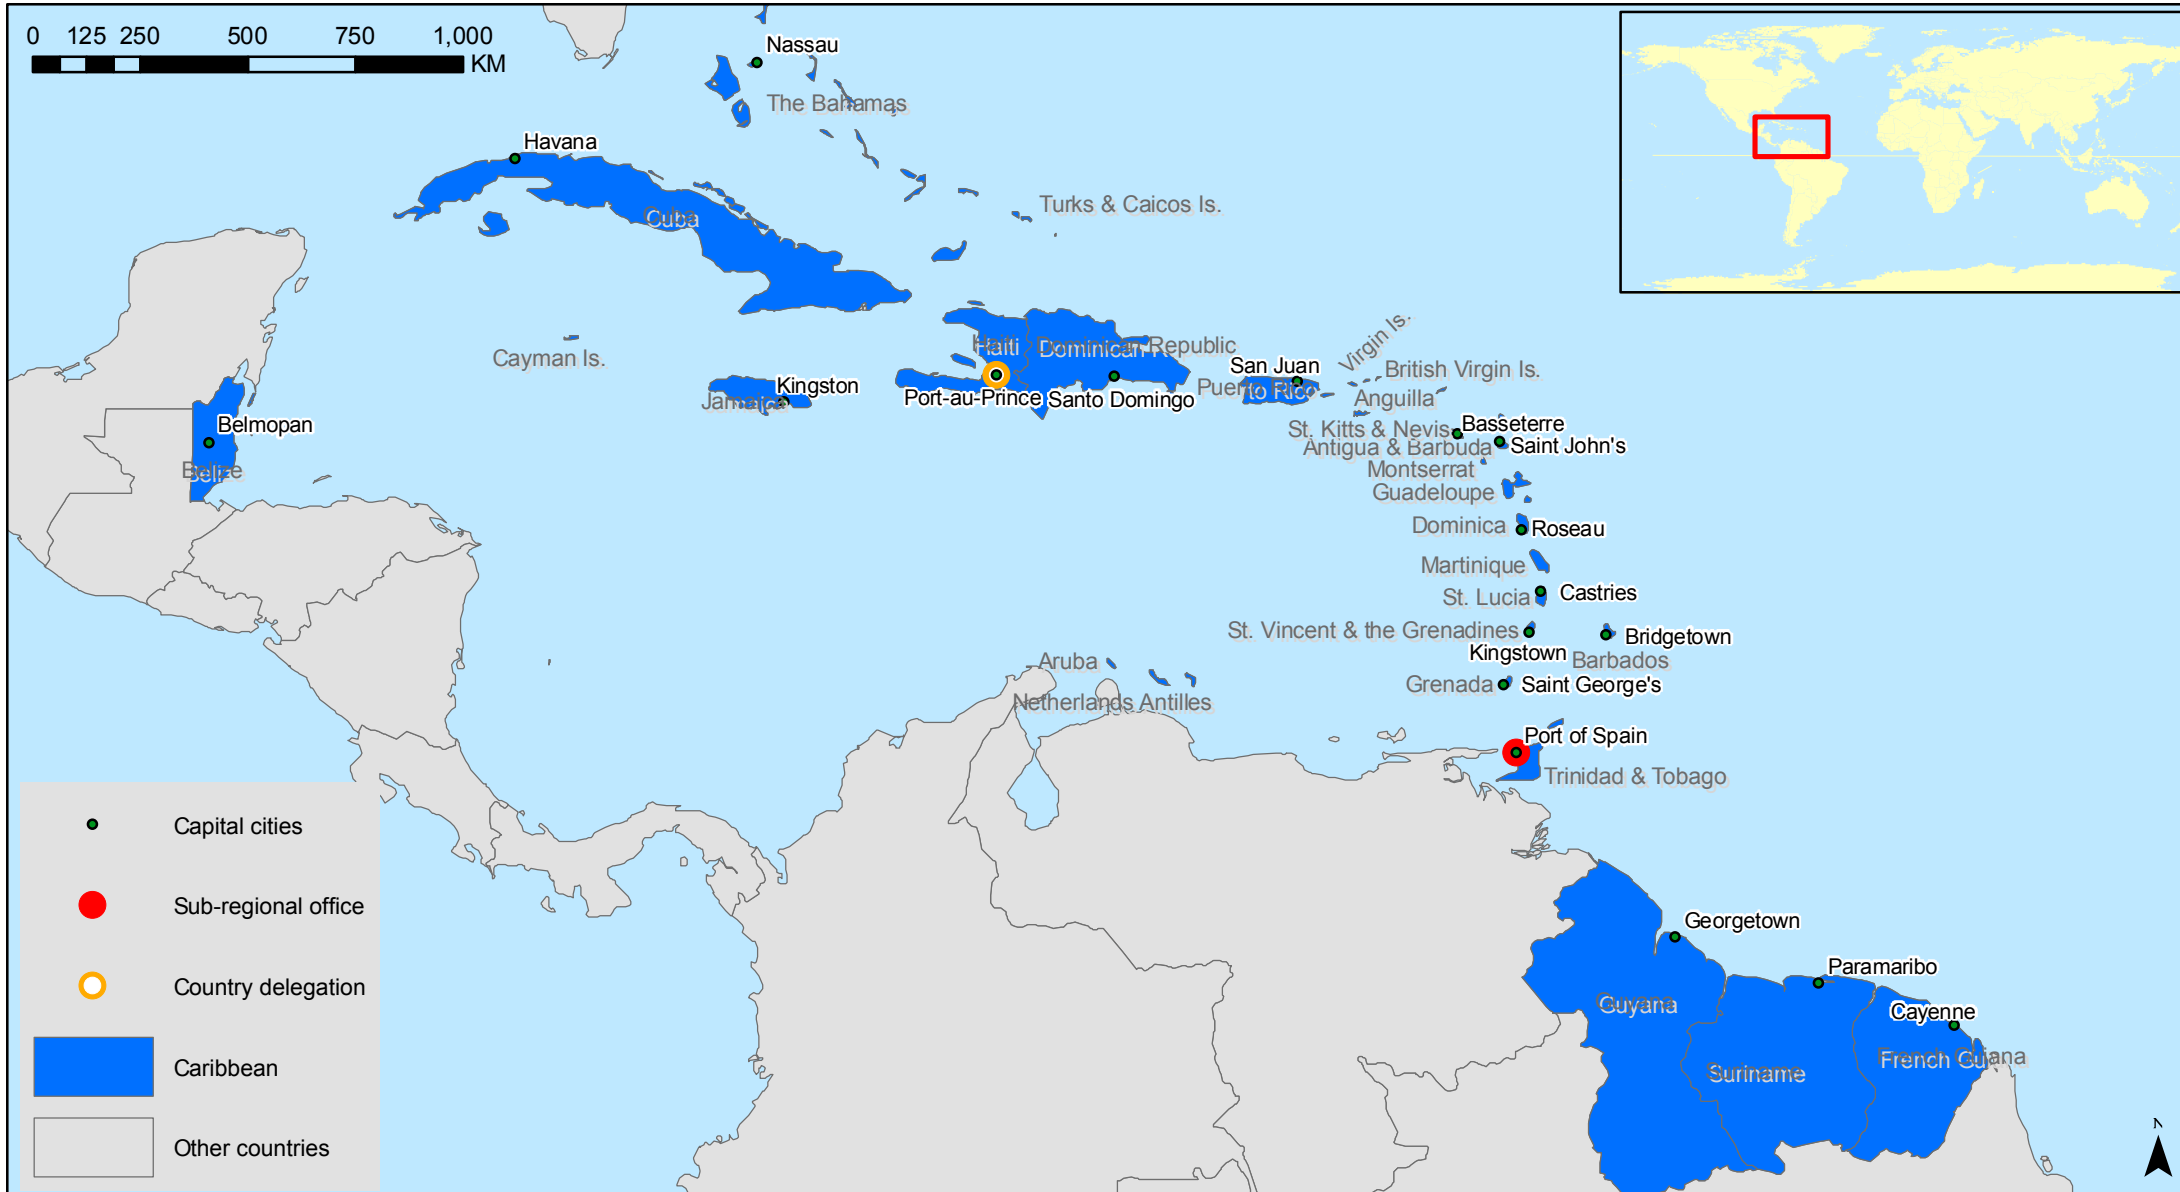 0 125 250 500 750 1,000
KM
Nassau
The Bahamas
Havana
Cuba
Turks & Caicos Is.
Cayman Is.
Haiti
Dominican Republic
Virgin Is.
British Virgin Is.
San Juan
Puerto Rico
Anguilla
Kingston
Jamaica
Port-au-Prince
Santo Domingo
Belmopan
Belize
St. Kitts & Nevis
Basseterre
Antigua & Barbuda
Saint John's
Montserrat
Guadeloupe
Dominica
Roseau
Martinique
St. Lucia
Castries
St. Vincent & the Grenadines
Kingstown
Bridgetown
Barbados
Aruba
Netherlands Antilles
Grenada
Saint George's
Port of Spain
Trinidad & Tobago
Georgetown
Guyana
Paramaribo
Suriname
Cayenne
French Guiana
Capital cities
Sub-regional office
Country delegation
Caribbean
Other countries
N